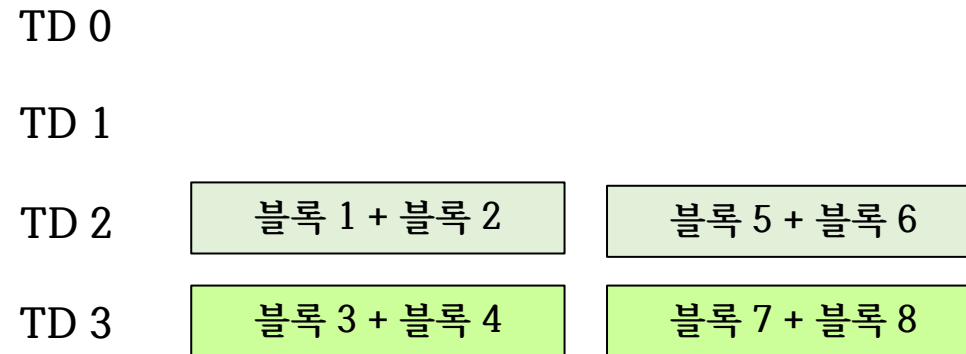 TD 0
TD 1
TD 2 블록 1 + 블록 2 블록 5 + 블록 6
TD 3 블록 3 + 블록 4 블록 7 + 블록 8